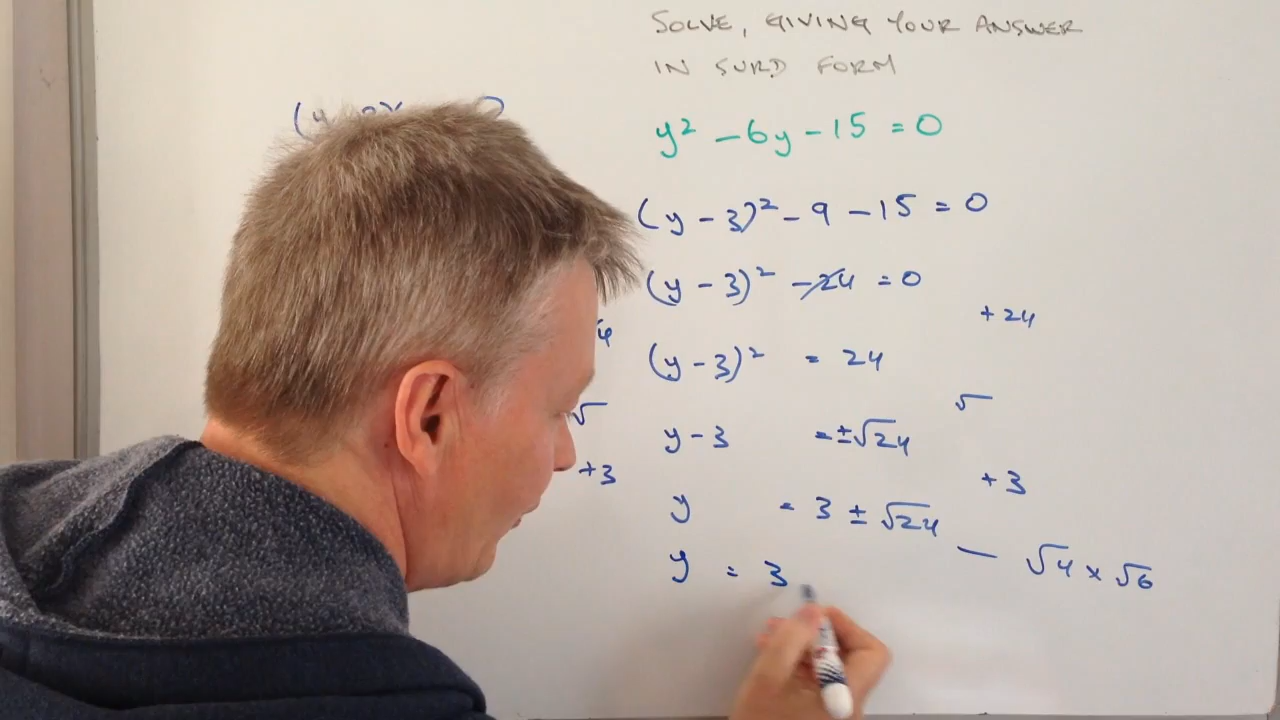 SOLVE, GIVING YOUR ANSWER
IN SURD FORM
y² - 6y - 15 = 0
(y - 3)² - 9 - 15 = 0
(y - 3)² - 24 = 0
+ 24
(y - 3)² = 24
√ √
y - 3 = ± √24
+3 + 3
y = 3 ± √24
— √4 × √6
y = 3